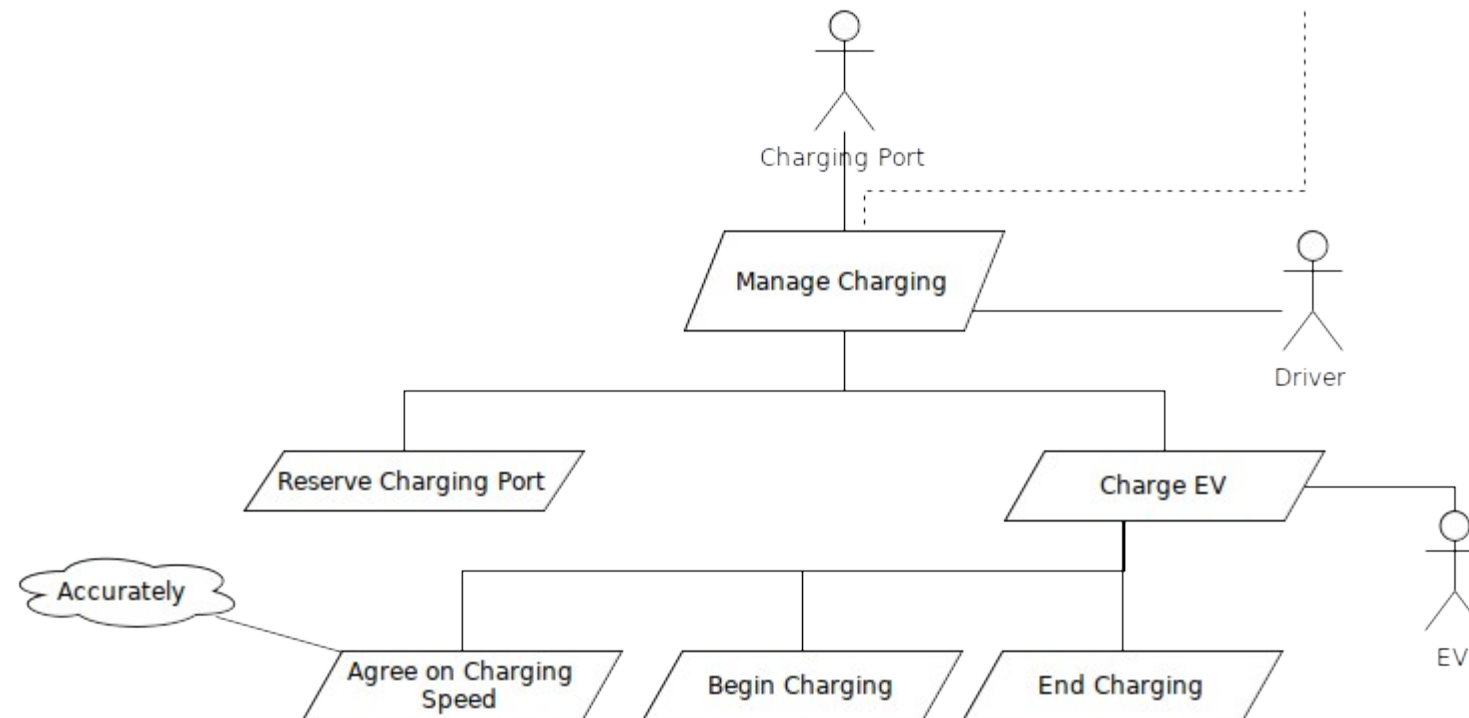 Charging Port
Manage Charging
Driver
Reserve Charging Port
Charge EV
Accurately
Agree on Charging
Speed
Begin Charging
End Charging
EV